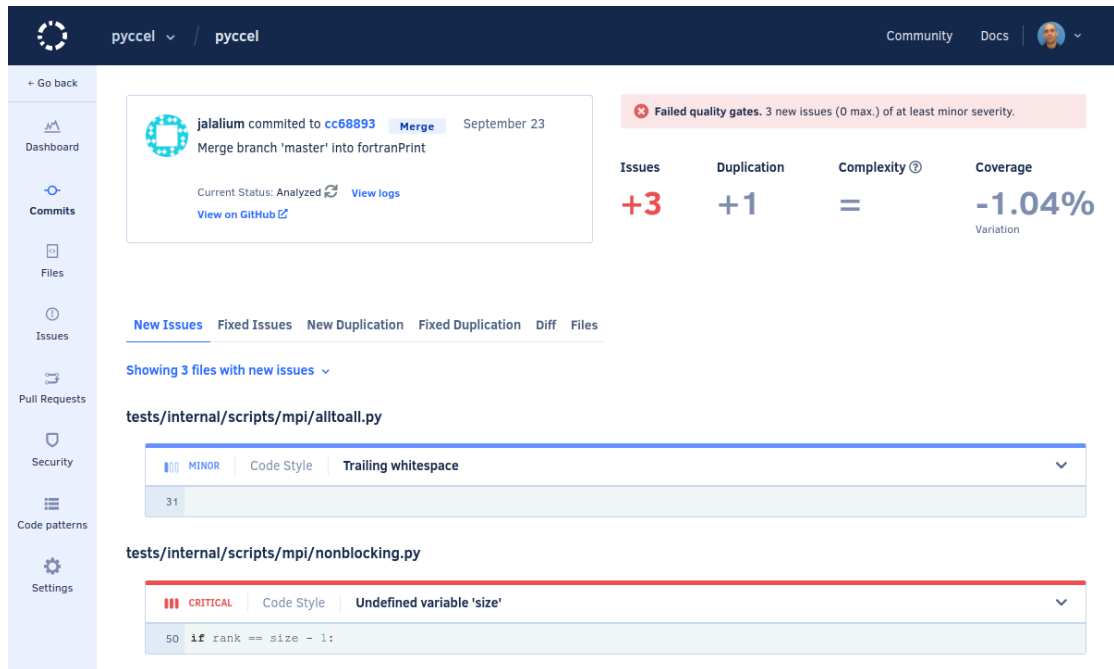 pyccel / pyccel
Community Docs
← Go back
Dashboard
Commits
Files
Issues
Pull Requests
Security
Code patterns
Settings
jalalium commited to cc68893 Merge September 23
Merge branch 'master' into fortranPrint
Current Status: Analyzed View logs
View on GitHub
Failed quality gates. 3 new issues (0 max.) of at least minor severity.
Issues Duplication Complexity ? Coverage
+3 +1 = -1.04%
Variation
New Issues Fixed Issues New Duplication Fixed Duplication Diff Files
Showing 3 files with new issues
tests/internal/scripts/mpi/alltoall.py
MINOR Code Style Trailing whitespace
31
tests/internal/scripts/mpi/nonblocking.py
CRITICAL Code Style Undefined variable 'size'
50 if rank == size - 1: